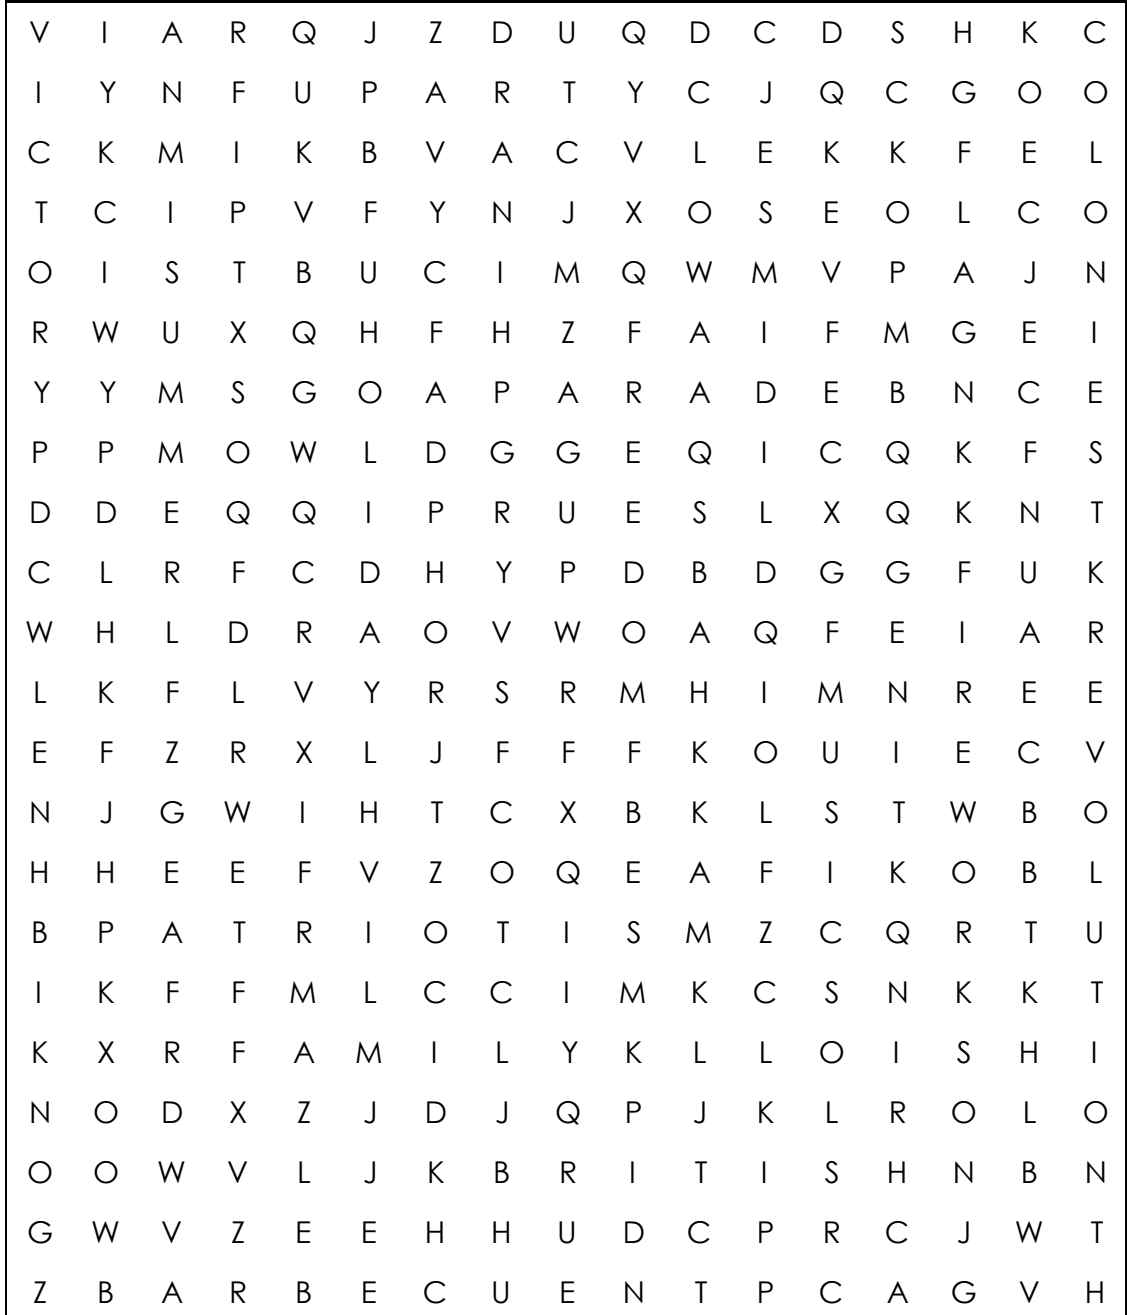 V I A R Q J Z D U Q D C D S H K C
I Y N F U P A R T Y C J Q C G O O
C K M I K B V A C V L E K K F E L
T C I P V F Y N J X O S E O L C O
O I S T B U C I M Q W M V P A J N
R W U X Q H F H Z F A I F M G E I
Y Y M S G O A P A R A D E B N C E
P P M O W L D G G E Q I C Q K F S
D D E Q Q I P R U E S L X Q K N T
C L R F C D H Y P D B D G G F U K
W H L D R A O V W O A Q F E I A R
L K F L V Y R S R M H I M N R E E
E F Z R X L J F F F K O U I E C V
N J G W I H T C X B K L S T W B O
H H E E F V Z O Q E A F I K O B L
B P A T R I O T I S M Z C Q R T U
I K F F M L C C I M K C S N K K T
K X R F A M I L Y K L L O I S H I
N O D X Z J D J Q P J K L R O L O
O O W V L J K B R I T I S H N B N
G W V Z E E H H U D C P R C J W T
Z B A R B E C U E N T P C A G V H